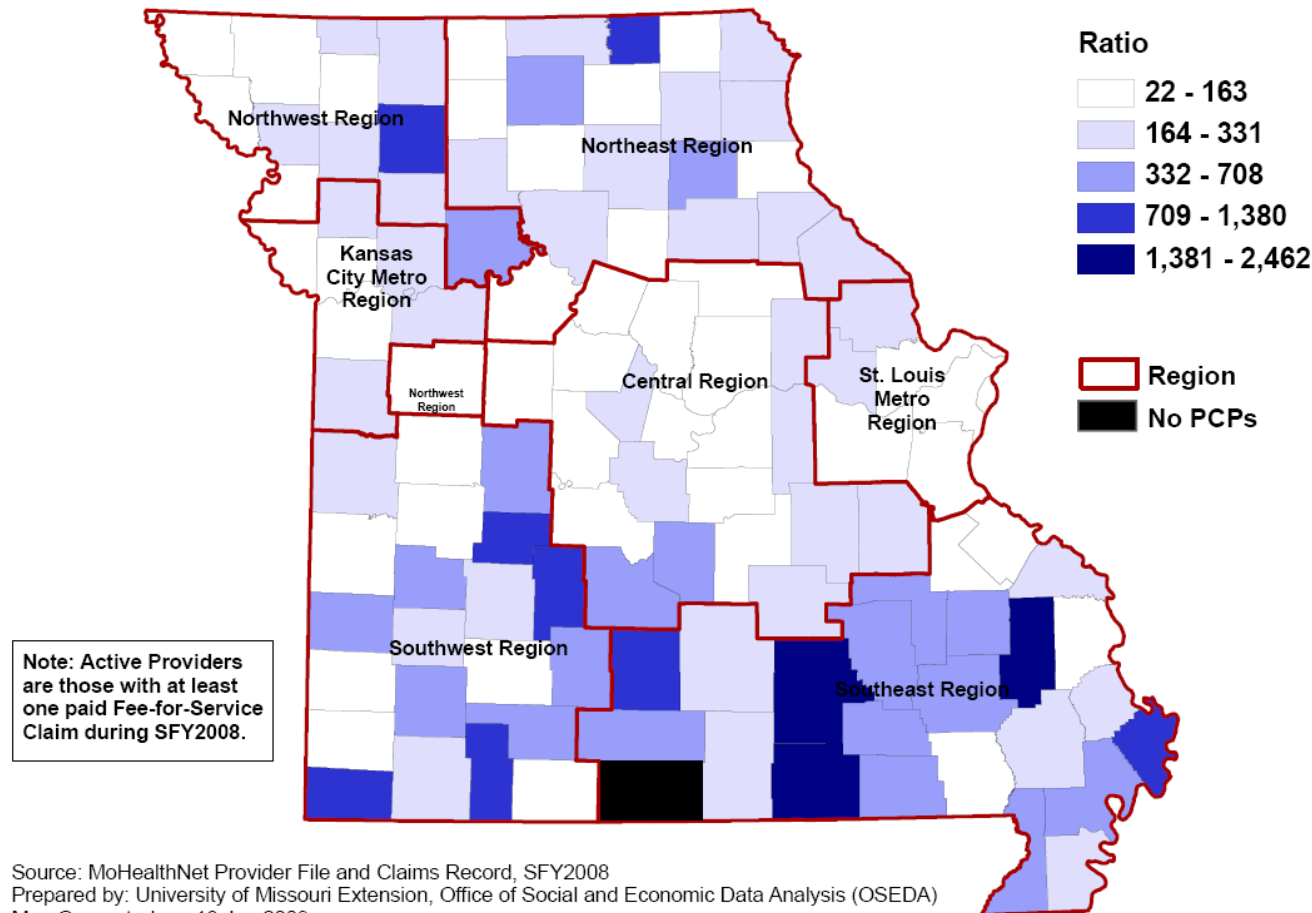 Ratio
22 - 163
164 - 331
332 - 708
709 - 1,380
1,381 - 2,462
Region
No PCPs
Northwest Region
Northeast Region
Kansas
City Metro
Region
Northwest
Region
Central Region
St. Louis
Metro
Region
Southwest Region
Southeast Region
Note: Active Providers
are those with at least
one paid Fee-for-Service
Claim during SFY2008.
Source: MoHealthNet Provider File and Claims Record, SFY2008
Prepared by: University of Missouri Extension, Office of Social and Economic Data Analysis (OSEDA)